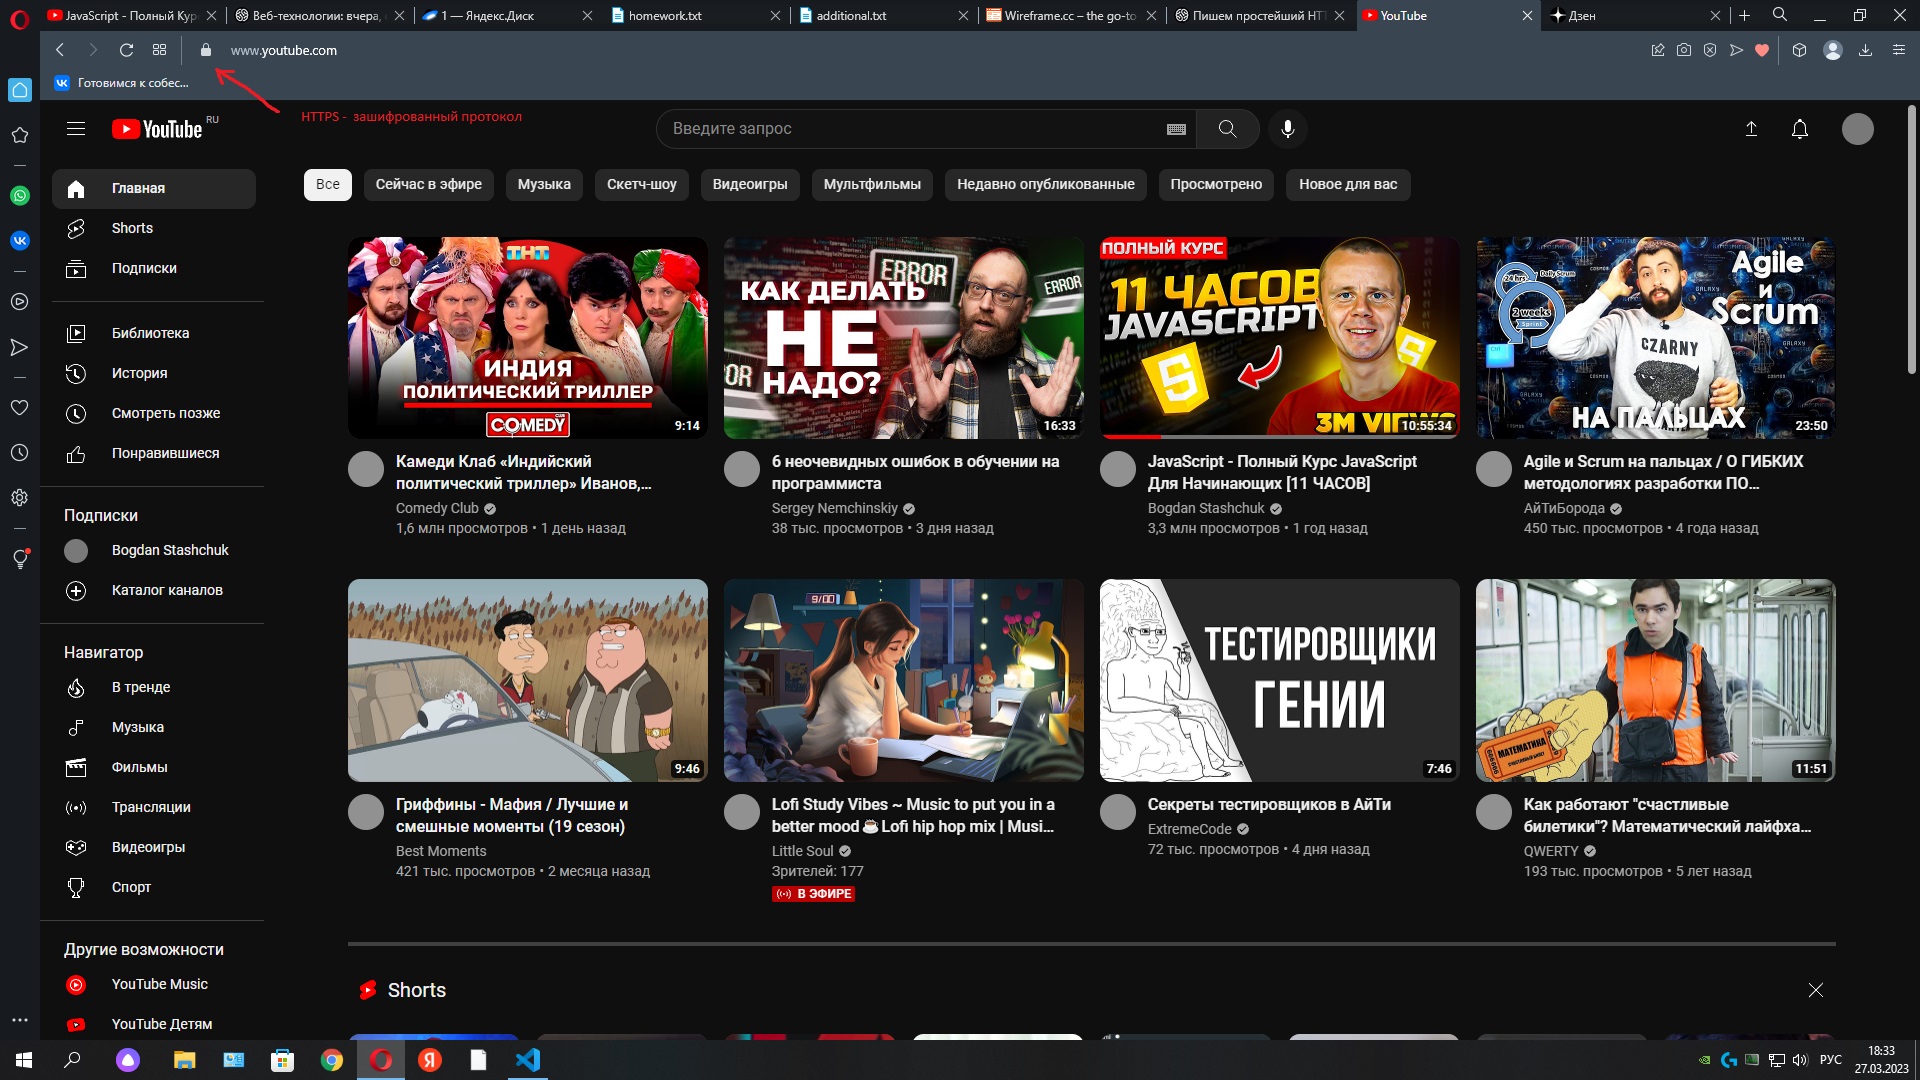 JavaScript - Полный Кур
Веб-технологии: вчера,
1 — Яндекс.Диск
homework.txt
additional.txt
Wireframe.cc – the go-to
Пишем простейший HT
YouTube
Дзен
www.youtube.com
Готовимся к собес...
HTTPS - зашифрованный протокол
YouTube RU
Введите запрос
Все
Сейчас в эфире
Музыка
Скетч-шоу
Видеоигры
Мультфильмы
Недавно опубликованные
Просмотрено
Новое для вас
Главная
Shorts
Подписки
Библиотека
История
Смотреть позже
Понравившиеся
Подписки
Bogdan Stashchuk
Каталог каналов
Навигатор
В тренде
Музыка
Фильмы
Трансляции
Видеоигры
Спорт
Другие возможности
YouTube Music
YouTube Детям
ТНТ
ИНДИЯ
ПОЛИТИЧЕСКИЙ ТРИЛЛЕР
COMEDY
CLUB
9:14
Камеди Клаб «Индийский
политический триллер» Иванов,...
Comedy Club
1,6 млн просмотров • 1 день назад
ERROR
ERROR
КАК ДЕЛАТЬ
НЕ
НАДО?
OR
16:33
6 неочевидных ошибок в обучении на
программиста
Sergey Nemchinskiy
38 тыс. просмотров • 3 дня назад
ПОЛНЫЙ КУРС
11 ЧАСОВ
JAVASCRIPT
5
5
3M VIEWS
10:55:34
JavaScript - Полный Курс JavaScript
Для Начинающих [11 ЧАСОВ]
Bogdan Stashchuk
3,3 млн просмотров • 1 год назад
Agile
и
Scrum
24 hrs
Daily Scrum
2 weeks
Sprint
CZARNY
НА ПАЛЬЦАХ
23:50
Agile и Scrum на пальцах / О ГИБКИХ
методологиях разработки ПО...
АйТиБорода
450 тыс. просмотров • 4 года назад
9:46
Гриффины - Мафия / Лучшие и
смешные моменты (19 сезон)
Best Moments
421 тыс. просмотров • 2 месяца назад
9/00
Lofi Study Vibes ~ Music to put you in a
better mood ☕ Lofi hip hop mix | Musi...
Little Soul
Зрителей: 177
В ЭФИРЕ
ТЕСТИРОВЩИКИ
ГЕНИИ
7:46
Секреты тестировщиков в АйТи
ExtremeCode
72 тыс. просмотров • 4 дня назад
МАТЕМАТИКА
11:51
Как работают "счастливые
билетики"? Математический лайфха...
QWERTY
193 тыс. просмотров • 5 лет назад
Shorts
РУС
18:33
27.03.2023